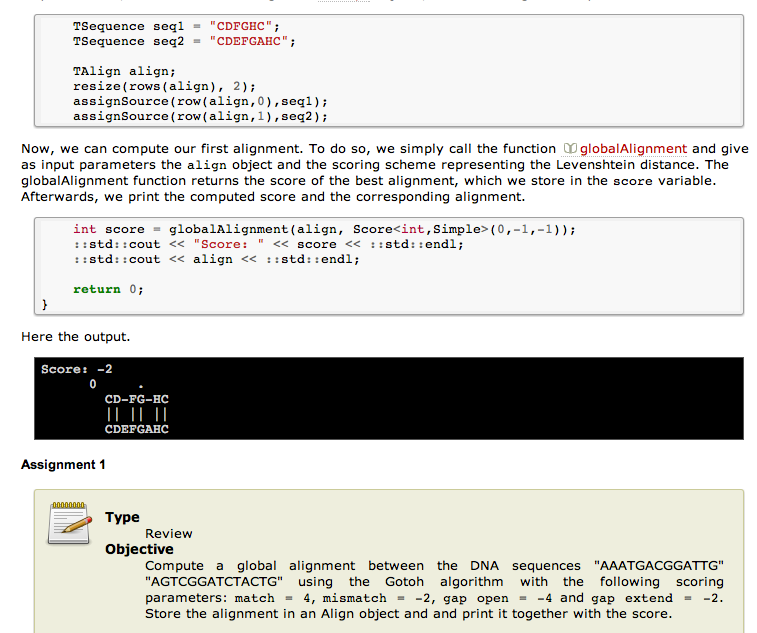 TSequence seq1 = "CDFGHC";
TSequence seq2 = "CDEFGAHC";
TAlign align;
resize(rows(align), 2);
assignSource(row(align,0),seq1);
assignSource(row(align,1),seq2);
Now, we can compute our first alignment. To do so, we simply call the function globalAlignment and give
as input parameters the align object and the scoring scheme representing the Levenshtein distance. The
globalAlignment function returns the score of the best alignment, which we store in the score variable.
Afterwards, we print the computed score and the corresponding alignment.
int score = globalAlignment(align, Score<int,Simple>(0,-1,-1));
::std::cout << "Score: " << score << ::std::endl;
::std::cout << align << ::std::endl;
return 0;
}
Here the output.
Score: -2
0 .
CD-FG-HC
|| || ||
CDEFGAHC
Assignment 1
Type
Review
Objective
Compute a global alignment between the DNA sequences "AAATGACGGATTG"
"AGTCGGATCTACTG" using the Gotoh algorithm with the following scoring
parameters: match = 4, mismatch = -2, gap open = -4 and gap extend = -2.
Store the alignment in an Align object and and print it together with the score.